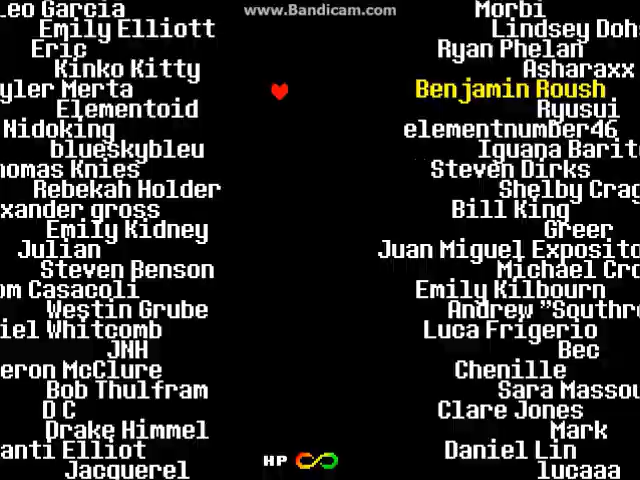 www.Bandicam.com
Leo Garcia
Morbi
Emily Elliott
Lindsey Dohs
Eric
Ryan Phelan
Kinko Kitty
Asharaxx
yler Merta
Benjamin Roush
Elementoid
Ryusui
Nidoking
elementnumber46
blueskybleu
Iguana Barit
homas Knies
Steven Dirks
Rebekah Holder
Shelby Crag
xander gross
Bill King
Emily Kidney
Greer
Julian
Juan Miguel Exposito
Steven Benson
Michael Cro
om Casacoli
Emily Kilbourn
Westin Grube
Andrew "Southro
iel Whitcomb
Luca Frigerio
JNH
Bec
eron McClure
Chenille
Bob Thulfram
Sara Massou
D C
Clare Jones
Drake Himmel
Mark
anti Elliot
Daniel Lin
Jacquerel
HP
lucaaa